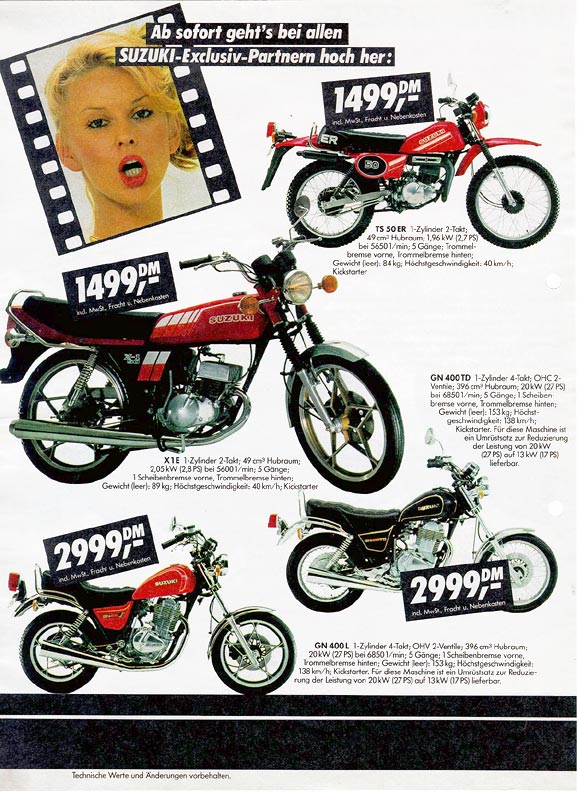 Ab sofort geht's bei allen
SUZUKI-Exclusiv-Partnern hoch her:
1499,- DM
incl. MwSt., Fracht u. Nebenkosten
SUZUKI
ER
50
TS 50 ER 1-Zylinder 2-Takt;
49 cm³ Hubraum; 1,96 kW (2,7 PS)
bei 5650 1/min; 5 Gänge; Trommel-
bremse vorne, Trommelbremse hinten;
Gewicht (leer): 84 kg; Höchstgeschwindigkeit: 40 km/h;
Kickstarter
1499,- DM
incl. MwSt., Fracht u. Nebenkosten
SUZUKI
X-1
X1E 1-Zylinder 2-Takt; 49 cm³ Hubraum;
2,05 kW (2,8 PS) bei 5600 1/min; 5 Gänge;
1 Scheibenbremse vorne, Trommelbremse hinten;
Gewicht (leer): 89 kg; Höchstgeschwindigkeit: 40 km/h; Kickstarter
GN 400 TD 1-Zylinder 4-Takt; OHC 2-
Ventile; 396 cm³ Hubraum; 20 kW (27 PS)
bei 6850 1/min; 5 Gänge; 1 Scheiben-
bremse vorne, Trommelbremse hinten;
Gewicht (leer): 153 kg; Höchst-
geschwindigkeit: 138 km/h;
Kickstarter. Für diese Maschine ist
ein Umrüstsatz zur Reduzierung
der Leistung von 20 kW
(27 PS) auf 13 kW (17 PS)
lieferbar.
2999,- DM
incl. MwSt., Fracht u. Nebenkosten
SUZUKI
SUZUKI
2999,- DM
incl. MwSt., Fracht u. Nebenkosten
GN 400 L 1-Zylinder 4-Takt; OHV 2-Ventile; 396 cm³ Hubraum;
20 kW (27 PS) bei 6850 1/min; 5 Gänge; 1 Scheibenbremse vorne,
Trommelbremse hinten; Gewicht (leer): 153 kg; Höchstgeschwindigkeit:
138 km/h; Kickstarter. Für diese Maschine ist ein Umrüstsatz zur Reduzie-
rung der Leistung von 20 kW (27 PS) auf 13 kW (17 PS) lieferbar.
Technische Werte und Änderungen vorbehalten.